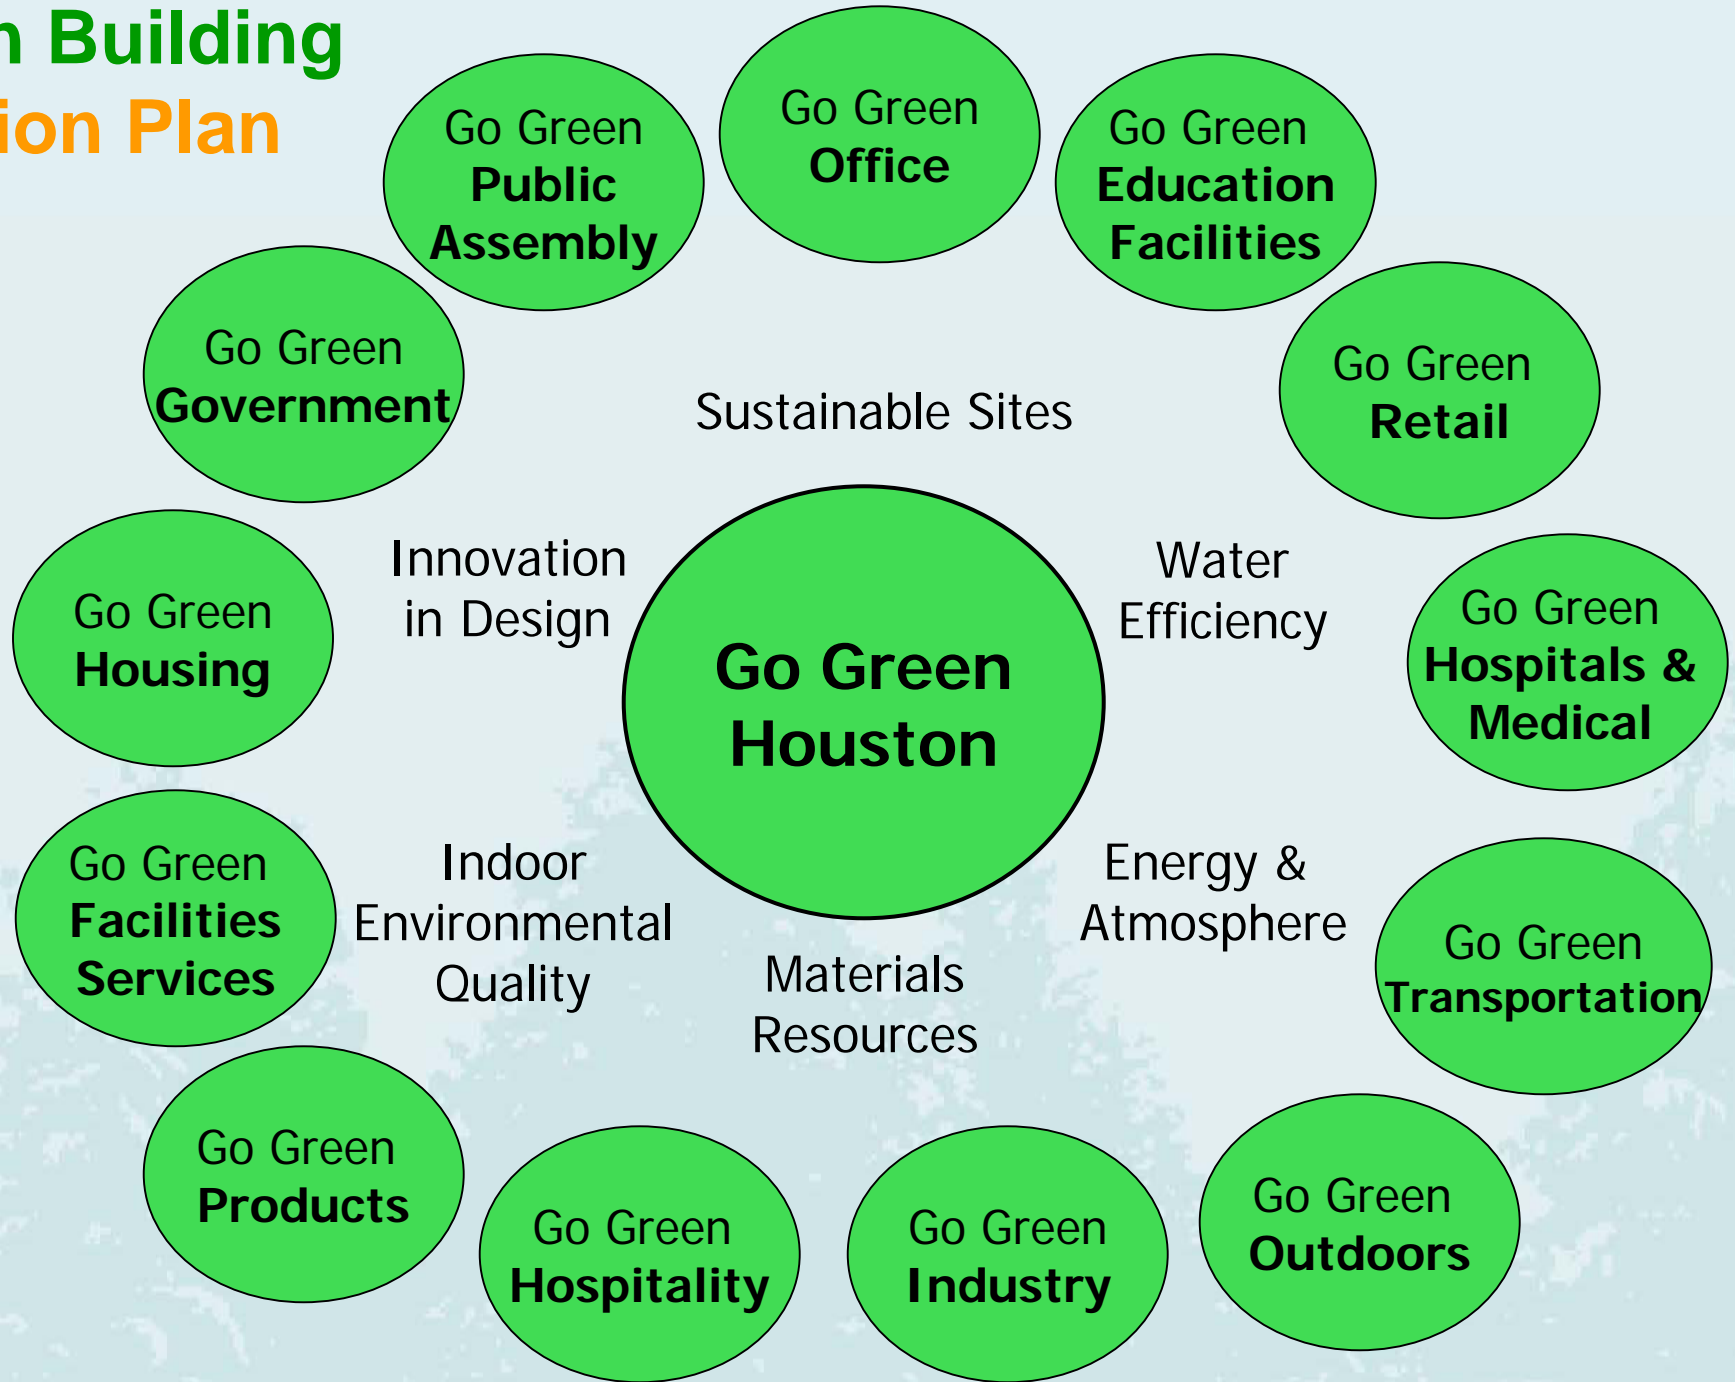 n Building
ion Plan
Go Green
Public
Assembly
Go Green
Office
Go Green
Education
Facilities
Go Green
Government
Go Green
Retail
Sustainable Sites
Innovation
in Design
Water
Efficiency
Go Green
Housing
Go Green
Houston
Go Green
Hospitals &
Medical
Go Green
Facilities
Services
Indoor
Environmental
Quality
Materials
Resources
Energy &
Atmosphere
Go Green
Transportation
Go Green
Products
Go Green
Hospitality
Go Green
Industry
Go Green
Outdoors